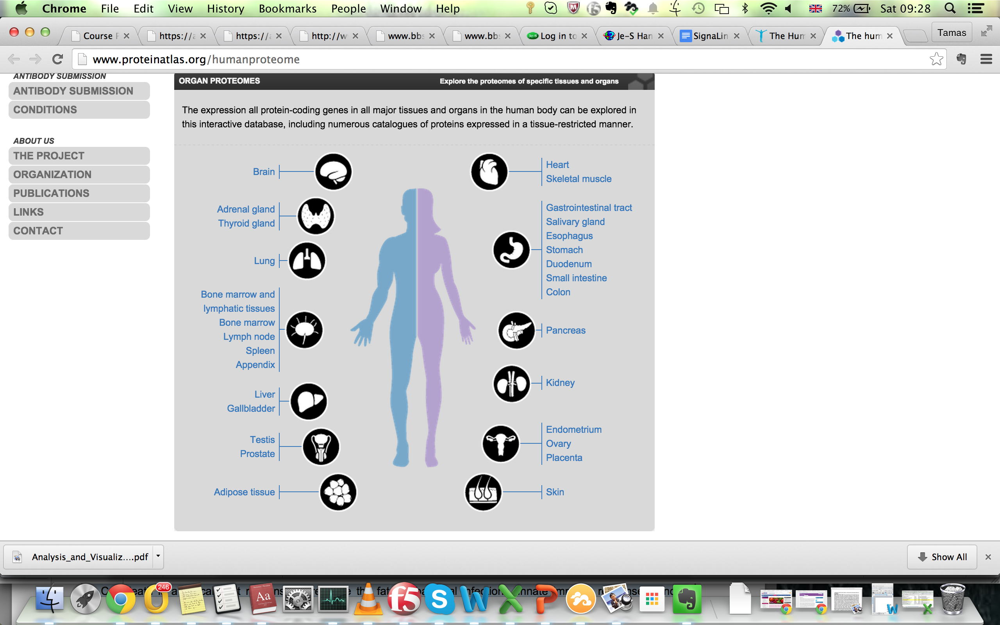 Chrome File Edit View History Bookmarks People Window Help
72% Sat 09:28
Course P
https://a
https://a
http://w
www.bbs
www.bbs
Log in to
Je-S Han
SignaLin
The Hum
The hum
Tamas
www.proteinatlas.org/humanproteome
ANTIBODY SUBMISSION
ANTIBODY SUBMISSION
CONDITIONS
ABOUT US
THE PROJECT
ORGANIZATION
PUBLICATIONS
LINKS
CONTACT
ORGAN PROTEOMES
Explore the proteomes of specific tissues and organs
The expression all protein-coding genes in all major tissues and organs in the human body can be explored in
this interactive database, including numerous catalogues of proteins expressed in a tissue-restricted manner.
Brain
Adrenal gland
Thyroid gland
Lung
Bone marrow and
lymphatic tissues
Bone marrow
Lymph node
Spleen
Appendix
Liver
Gallbladder
Testis
Prostate
Adipose tissue
Heart
Skeletal muscle
Gastrointestinal tract
Salivary gland
Esophagus
Stomach
Duodenum
Small intestine
Colon
Pancreas
Kidney
Endometrium
Ovary
Placenta
Skin
Analysis_and_Visualiz....pdf
Show All
246
Aa
f5